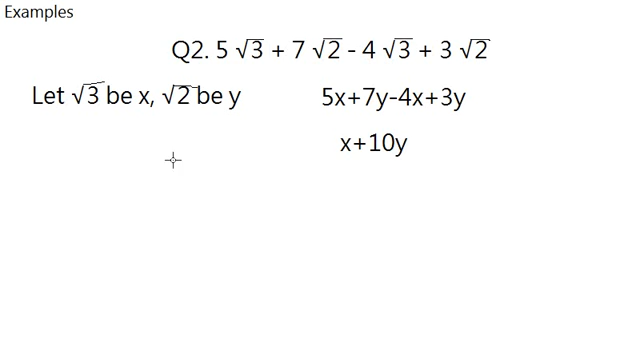 Examples
Q2. 5 √3 + 7 √2 - 4 √3 + 3 √2
Let √3 be x, √2 be y
5x+7y-4x+3y
x+10y